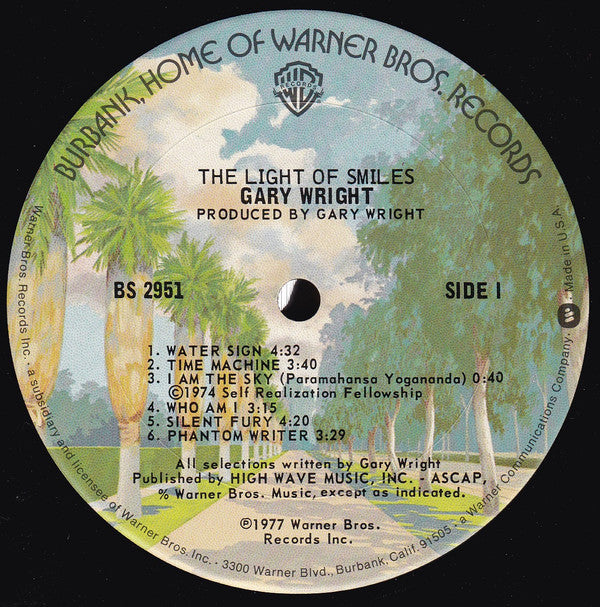 BURBANK, HOME OF WARNER BROS. RECORDS
WB
RECORDS
THE LIGHT OF SMILES
GARY WRIGHT
PRODUCED BY GARY WRIGHT
BS 2951
SIDE I
1. WATER SIGN 4:32
2. TIME MACHINE 3:40
3. I AM THE SKY (Paramahansa Yogananda) 0:40
©1974 Self Realization Fellowship
4. WHO AM I 3:15
5. SILENT FURY 4:20
6. PHANTOM WRITER 3:29
All selections written by Gary Wright
Published by HIGH WAVE MUSIC, INC. - ASCAP,
% Warner Bros. Music, except as indicated.
℗1977 Warner Bros.
Records Inc.
Warner Bros. Records Inc. · a subsidiary and licensee of Warner Bros. Inc. · 3300 Warner Blvd., Burbank, Calif. 91505 · a Warner Communications Company · Made in U.S.A.